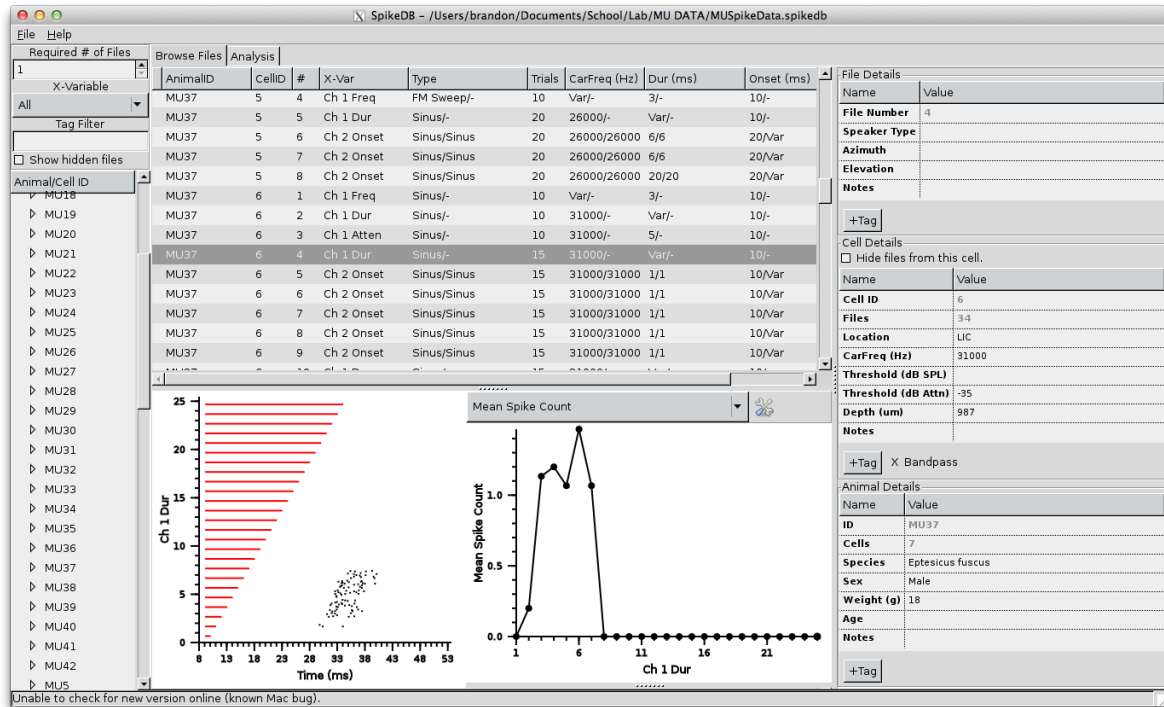 SpikeDB – /Users/brandon/Documents/School/Lab/MU DATA/MUSpikeData.spikedb
File Help
Required # of Files
1
X-Variable
All
Tag Filter
Show hidden files
Animal/Cell ID
MU18
MU19
MU20
MU21
MU22
MU23
MU24
MU25
MU26
MU27
MU28
MU29
MU30
MU31
MU32
MU33
MU34
MU35
MU36
MU37
MU38
MU39
MU40
MU41
MU42
MU5
Browse Files Analysis
AnimalID CellID # X-Var Type Trials CarFreq (Hz) Dur (ms) Onset (ms)
MU37 5 4 Ch 1 Freq FM Sweep/- 10 Var/- 3/- 10/-
MU37 5 5 Ch 1 Dur Sinus/- 20 26000/- Var/- 10/-
MU37 5 6 Ch 2 Onset Sinus/Sinus 20 26000/26000 6/6 20/Var
MU37 5 7 Ch 2 Onset Sinus/Sinus 20 26000/26000 6/6 20/Var
MU37 5 8 Ch 2 Onset Sinus/Sinus 20 26000/26000 20/20 20/Var
MU37 6 1 Ch 1 Freq Sinus/- 10 Var/- 3/- 10/-
MU37 6 2 Ch 1 Dur Sinus/- 10 31000/- Var/- 10/-
MU37 6 3 Ch 1 Atten Sinus/- 10 31000/- 5/- 10/-
MU37 6 4 Ch 1 Dur Sinus/- 15 31000/- Var/- 10/-
MU37 6 5 Ch 2 Onset Sinus/Sinus 15 31000/31000 1/1 10/Var
MU37 6 6 Ch 2 Onset Sinus/Sinus 15 31000/31000 1/1 10/Var
MU37 6 7 Ch 2 Onset Sinus/Sinus 15 31000/31000 1/1 10/Var
MU37 6 8 Ch 2 Onset Sinus/Sinus 15 31000/31000 1/1 10/Var
MU37 6 9 Ch 2 Onset Sinus/Sinus 15 31000/31000 1/1 10/Var
25
20
15
10
5
0
Ch 1 Dur
8 13 18 23 28 33 38 43 48 53
Time (ms)
Mean Spike Count
1.0
0.5
0.0
Mean Spike Count
1 6 11 16 21
Ch 1 Dur
File Details
Name Value
File Number 4
Speaker Type
Azimuth
Elevation
Notes
+Tag
Cell Details
Hide files from this cell.
Name Value
Cell ID 6
Files 34
Location LIC
CarFreq (Hz) 31000
Threshold (dB SPL)
Threshold (dB Attn) -35
Depth (um) 987
Notes
+Tag X Bandpass
Animal Details
Name Value
ID MU37
Cells 7
Species Eptesicus fuscus
Sex Male
Weight (g) 18
Age
Notes
+Tag
Unable to check for new version online (known Mac bug).